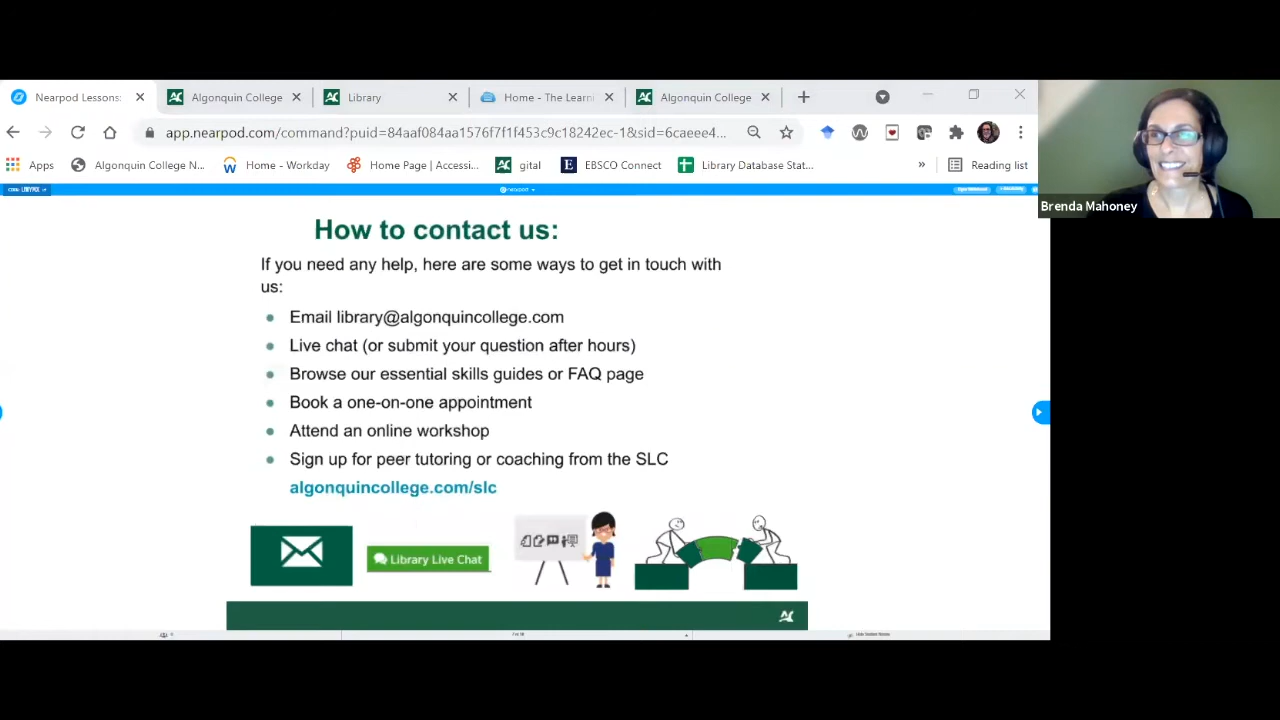 Nearpod Lessons:
Algonquin College
Library
Home - The Learni
Algonquin College
app.nearpod.com/command?puid=84aaf084aa1576f7f1f453c9c18242ec-1&sid=6caeee4...
Apps
Algonquin College N...
Home - Workday
Home Page | Access...
gital
EBSCO Connect
Library Database Stat...
»
Reading list
nearpod
Brenda Mahoney
How to contact us:
If you need any help, here are some ways to get in touch with
us:
Email library@algonquincollege.com
Live chat (or submit your question after hours)
Browse our essential skills guides or FAQ page
Book a one-on-one appointment
Attend an online workshop
Sign up for peer tutoring or coaching from the SLC
algonquincollege.com/slc
Library Live Chat